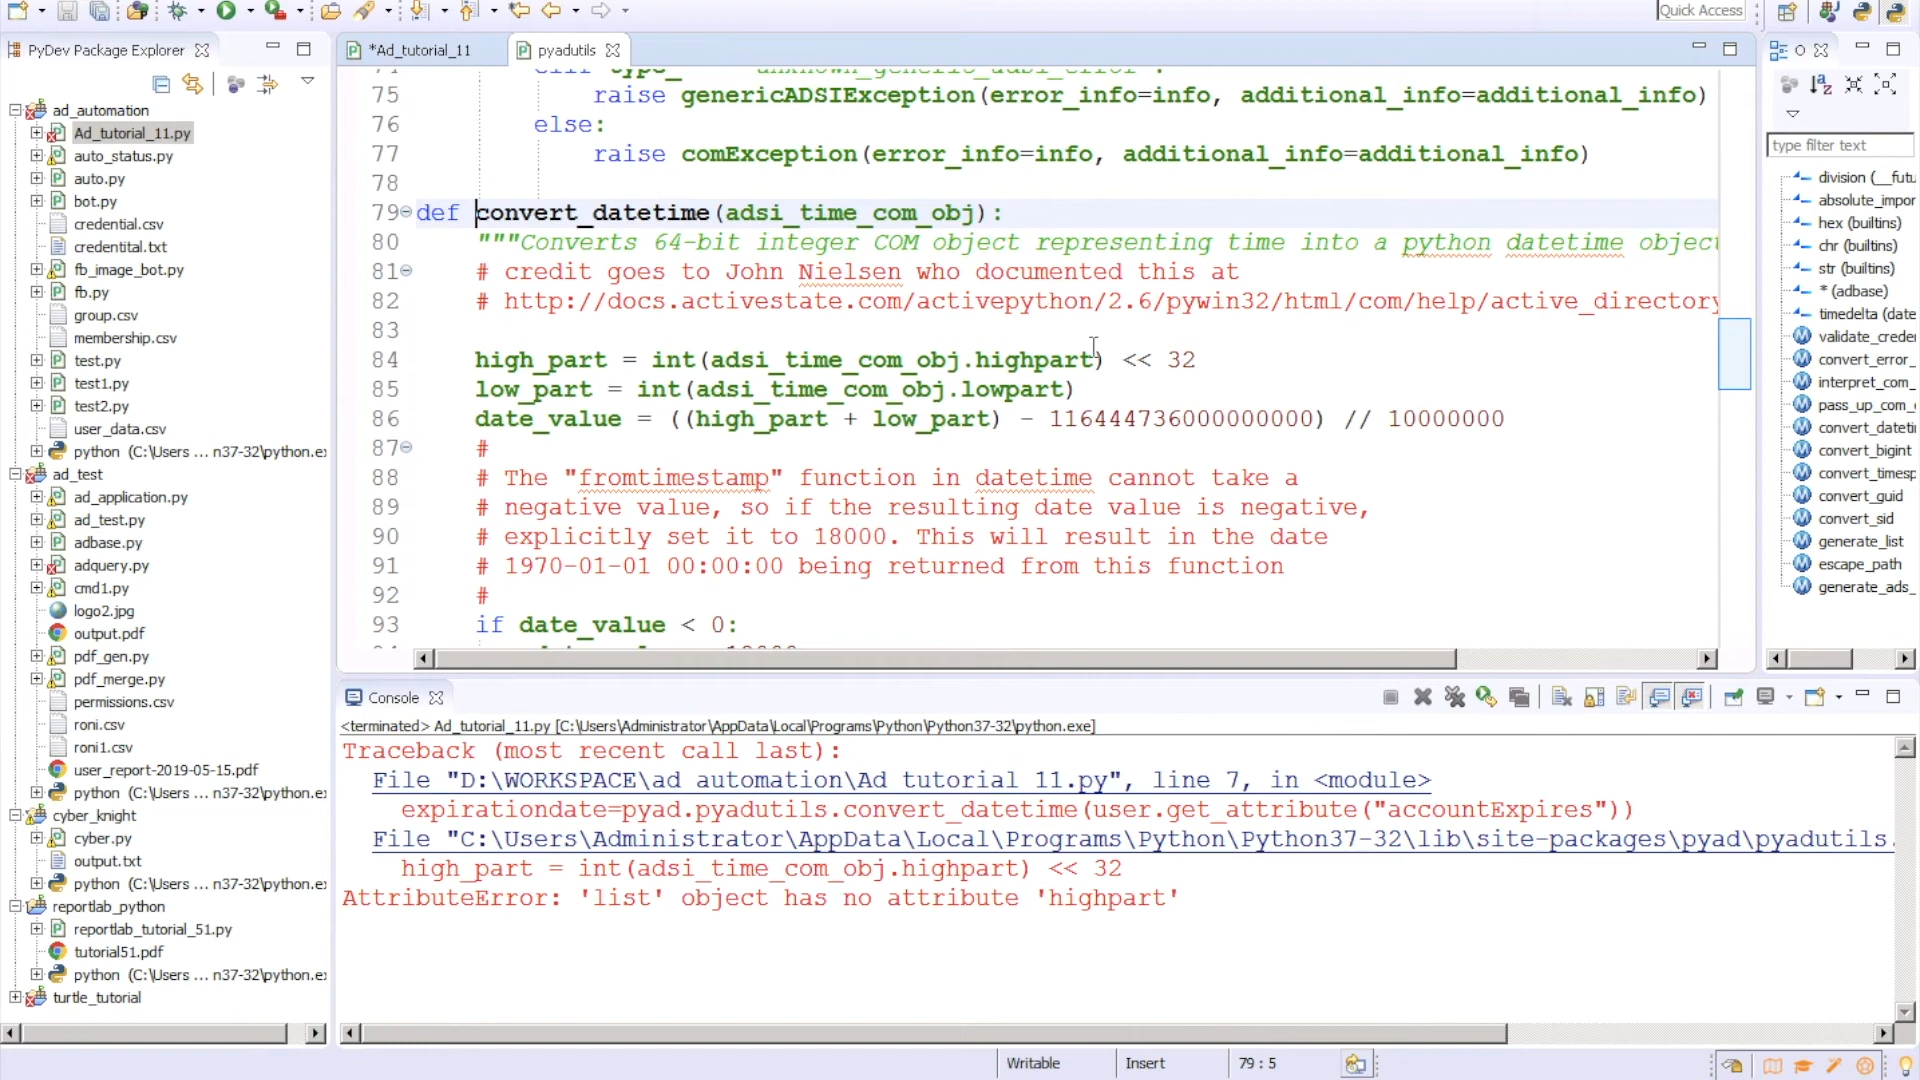 Quick Access
PyDev Package Explorer
ad_automation
Ad_tutorial_11.py
auto_status.py
auto.py
bot.py
credential.csv
credentital.txt
fb_image_bot.py
fb.py
group.csv
membership.csv
test.py
test1.py
test2.py
user_data.csv
python (C:\Users ... n37-32\python.ex
ad_test
ad_application.py
ad_test.py
adbase.py
adquery.py
cmd1.py
logo2.jpg
output.pdf
pdf_gen.py
pdf_merge.py
permissions.csv
roni.csv
roni1.csv
user_report-2019-05-15.pdf
python (C:\Users ... n37-32\python.ex
cyber_knight
cyber.py
output.txt
python (C:\Users ... n37-32\python.ex
reportlab_python
reportlab_tutorial_51.py
tutorial51.pdf
python (C:\Users ... n37-32\python.ex
turtle_tutorial
*Ad_tutorial_11
pyadutils
75 raise genericADSIException(error_info=info, additional_info=additional_info)
76 else:
77 raise comException(error_info=info, additional_info=additional_info)
78
79 def convert_datetime(adsi_time_com_obj):
80 """Converts 64-bit integer COM object representing time into a python datetime object
81 # credit goes to John Nielsen who documented this at
82 # http://docs.activestate.com/activepython/2.6/pywin32/html/com/help/active_directory
83
84 high_part = int(adsi_time_com_obj.highpart) << 32
85 low_part = int(adsi_time_com_obj.lowpart)
86 date_value = ((high_part + low_part) - 116444736000000000) // 10000000
87 #
88 # The "fromtimestamp" function in datetime cannot take a
89 # negative value, so if the resulting date value is negative,
90 # explicitly set it to 18000. This will result in the date
91 # 1970-01-01 00:00:00 being returned from this function
92 #
93 if date_value < 0:
type filter text
division (__futu
absolute_impor
hex (builtins)
chr (builtins)
str (builtins)
* (adbase)
timedelta (date
validate_creder
convert_error_
interpret_com_
pass_up_com_
convert_dateti
convert_bigint
convert_timesp
convert_guid
convert_sid
generate_list
escape_path
generate_ads_
Console
<terminated> Ad_tutorial_11.py [C:\Users\Administrator\AppData\Local\Programs\Python\Python37-32\python.exe]
Traceback (most recent call last):
File "D:\WORKSPACE\ad_automation\Ad_tutorial_11.py", line 7, in <module>
expirationdate=pyad.pyadutils.convert_datetime(user.get_attribute("accountExpires"))
File "C:\Users\Administrator\AppData\Local\Programs\Python\Python37-32\lib\site-packages\pyad\pyadutils.
high_part = int(adsi_time_com_obj.highpart) << 32
AttributeError: 'list' object has no attribute 'highpart'
Writable
Insert
79 : 5